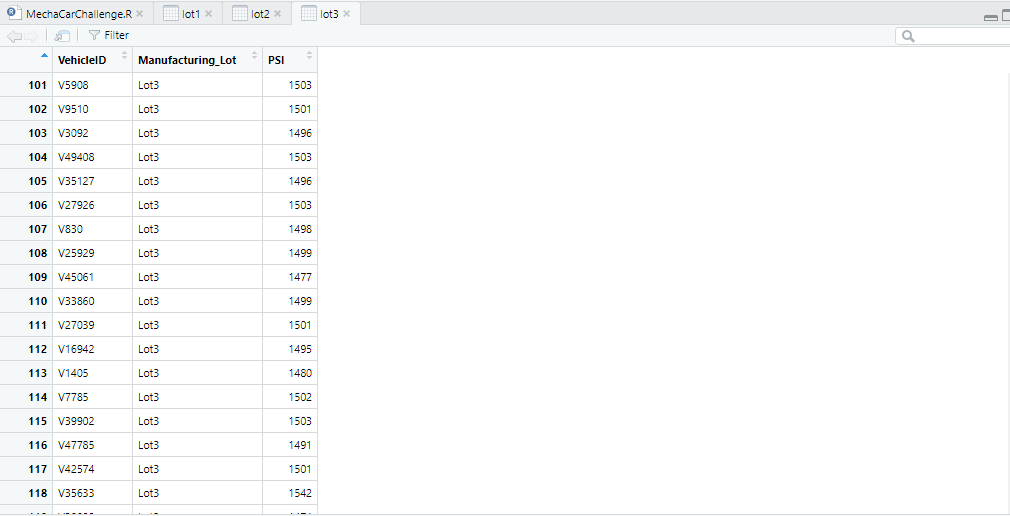 MechaCarChallenge.R lot1 lot2 lot3
Filter
VehicleID Manufacturing_Lot PSI
101 V5908 Lot3 1503
102 V9510 Lot3 1501
103 V3092 Lot3 1496
104 V49408 Lot3 1503
105 V35127 Lot3 1496
106 V27926 Lot3 1503
107 V830 Lot3 1498
108 V25929 Lot3 1499
109 V45061 Lot3 1477
110 V33860 Lot3 1499
111 V27039 Lot3 1501
112 V16942 Lot3 1495
113 V1405 Lot3 1480
114 V7785 Lot3 1502
115 V39902 Lot3 1503
116 V47785 Lot3 1491
117 V42574 Lot3 1501
118 V35633 Lot3 1542